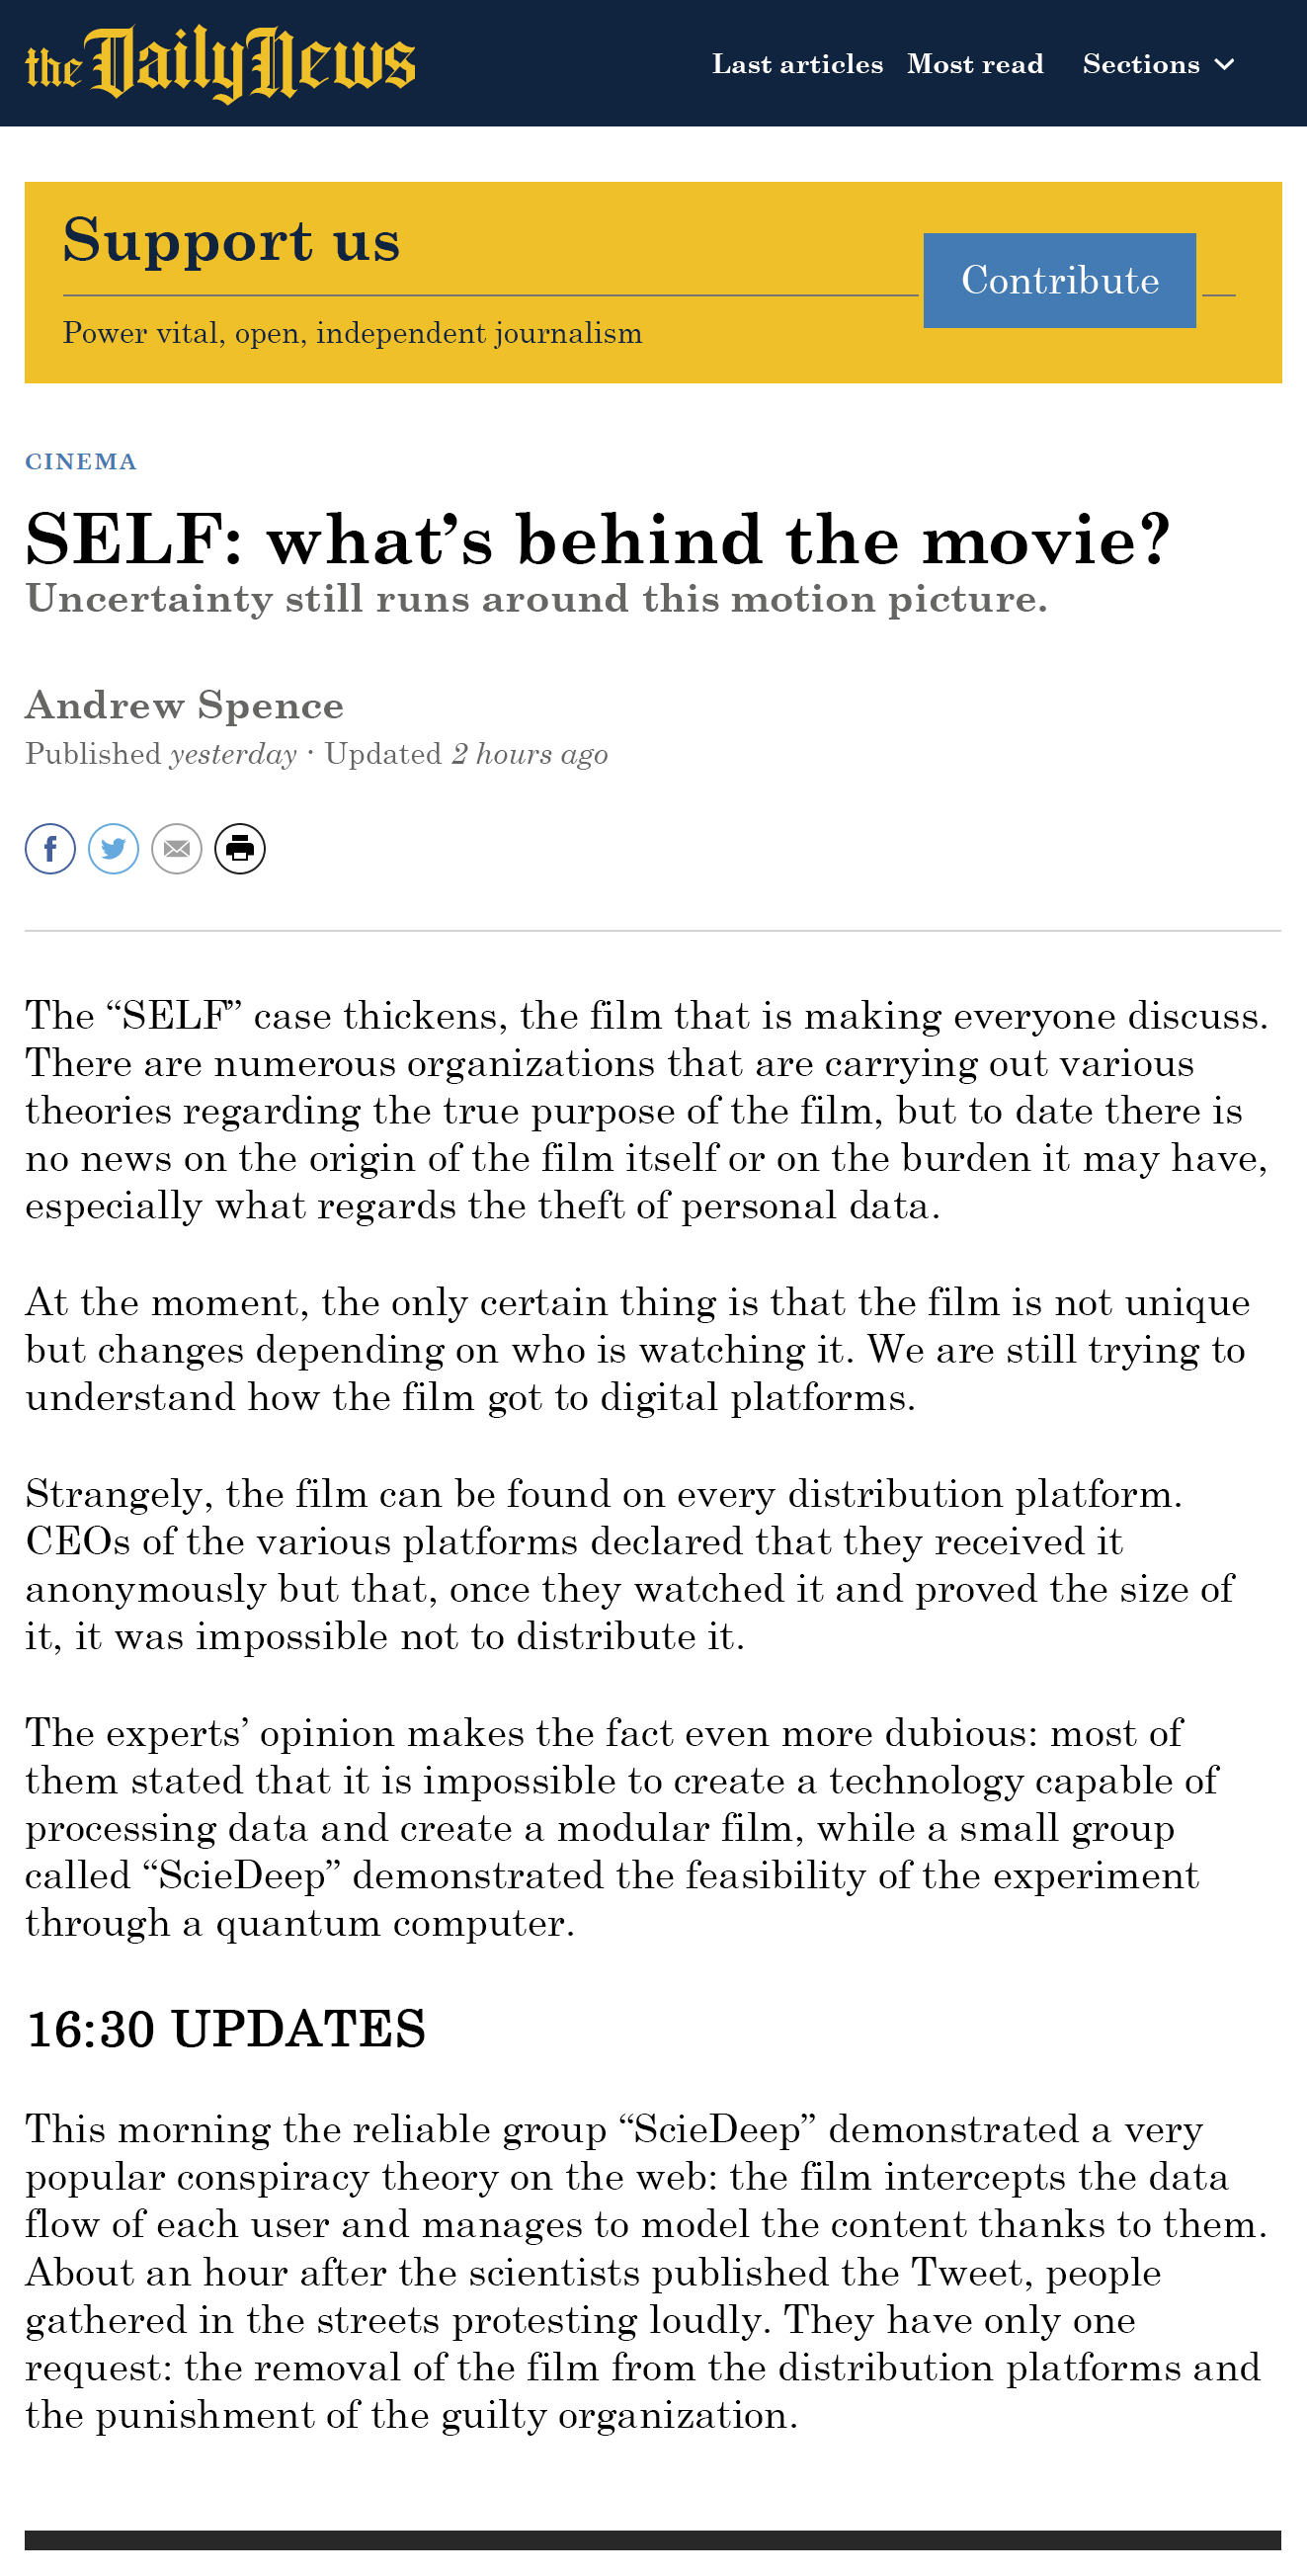 the Daily News
Last articles Most read Sections
Support us
Contribute
Power vital, open, independent journalism
CINEMA
SELF: what’s behind the movie?
Uncertainty still runs around this motion picture.
Andrew Spence
Published yesterday · Updated 2 hours ago
The “SELF” case thickens, the film that is making everyone discuss.
There are numerous organizations that are carrying out various
theories regarding the true purpose of the film, but to date there is
no news on the origin of the film itself or on the burden it may have,
especially what regards the theft of personal data.
At the moment, the only certain thing is that the film is not unique
but changes depending on who is watching it. We are still trying to
understand how the film got to digital platforms.
Strangely, the film can be found on every distribution platform.
CEOs of the various platforms declared that they received it
anonymously but that, once they watched it and proved the size of
it, it was impossible not to distribute it.
The experts’ opinion makes the fact even more dubious: most of
them stated that it is impossible to create a technology capable of
processing data and create a modular film, while a small group
called “ScieDeep” demonstrated the feasibility of the experiment
through a quantum computer.
16:30 UPDATES
This morning the reliable group “ScieDeep” demonstrated a very
popular conspiracy theory on the web: the film intercepts the data
flow of each user and manages to model the content thanks to them.
About an hour after the scientists published the Tweet, people
gathered in the streets protesting loudly. They have only one
request: the removal of the film from the distribution platforms and
the punishment of the guilty organization.